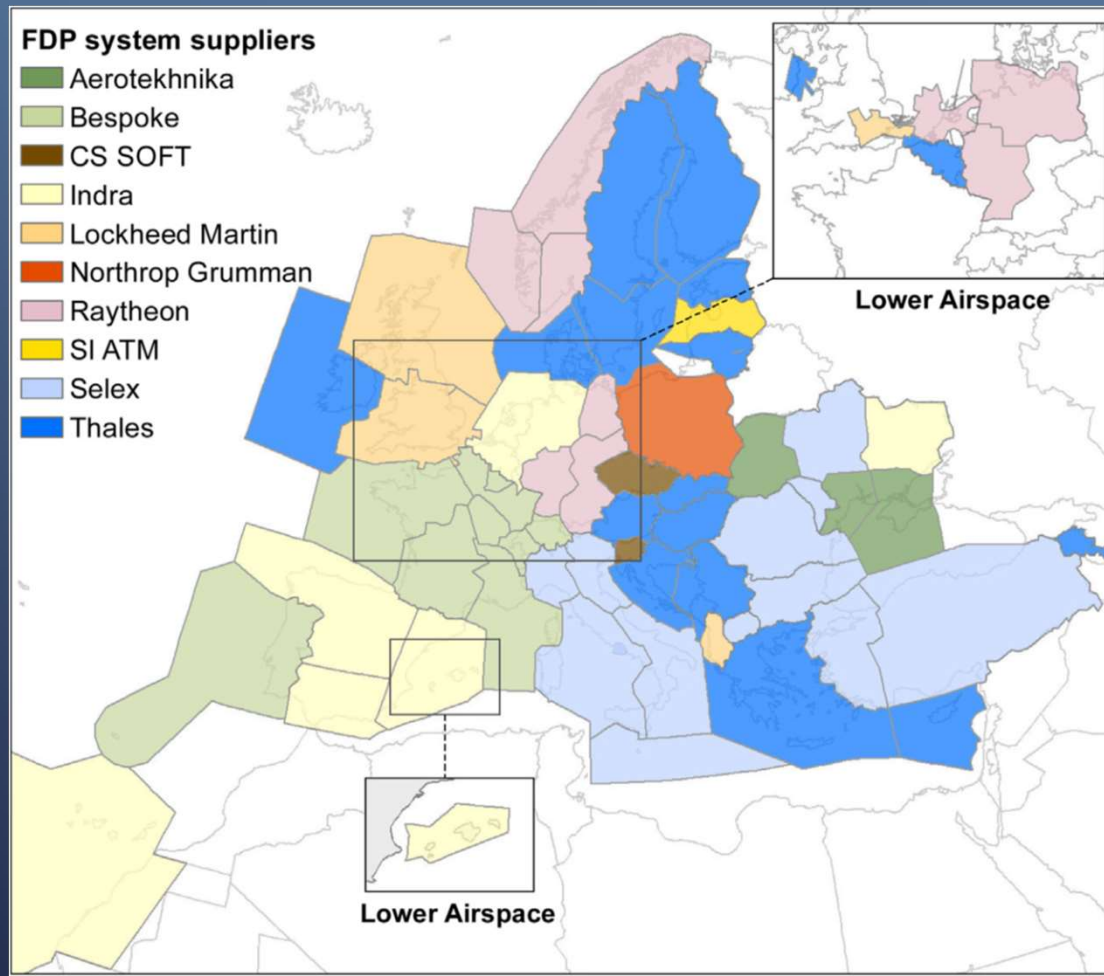 FDP system suppliers
Aerotekhnika
Bespoke
CS SOFT
Indra
Lockheed Martin
Northrop Grumman
Raytheon
SI ATM
Selex
Thales
Lower Airspace
Lower Airspace